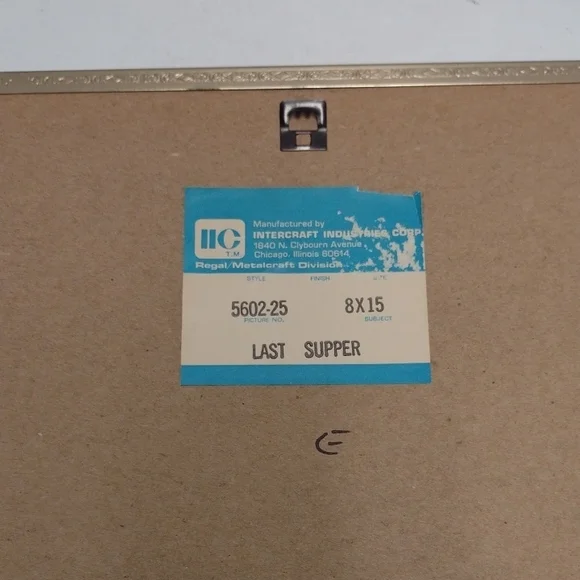 IIC
T.M.
Manufactured by
INTERCRAFT INDUSTRIES CORP.
1840 N. Clybourn Avenue
Chicago, Illinois 60614
Regal/Metalcraft Division
STYLE FINISH SIZE
5602-25 8X15
PICTURE NO. SUBJECT
LAST SUPPER